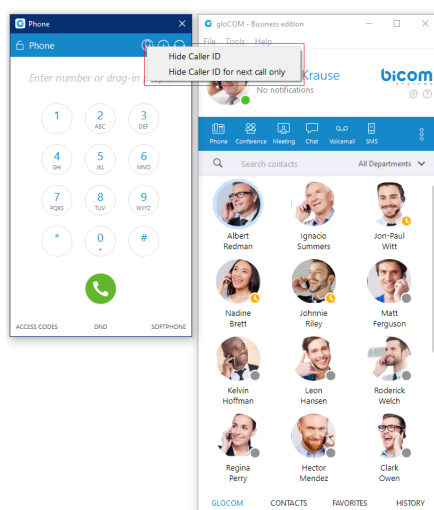 Phone
Phone
Enter number or drag-in
1
2
ABC
3
DEF
4
GHI
5
JKL
6
MNO
7
PQRS
8
TUV
9
WXYZ
*
0
+
#
ACCESS CODES DND SOFTPHONE
Hide Caller ID
Hide Caller ID for next call only
gloCOM - Business edition
File Tools Help
Krause
No notifications
bicom
SYSTEMS
Phone Conference Meeting Chat Voicemail SMS
Search contacts All Departments
Albert
Redman
Ignacio
Summers
Jon-Paul
Witt
Nadine
Brett
Johnnie
Riley
Matt
Ferguson
Kelvin
Hoffman
Leon
Hansen
Roderick
Welch
Regina
Perry
Hector
Mendez
Clark
Owen
GLOCOM CONTACTS FAVORITES HISTORY